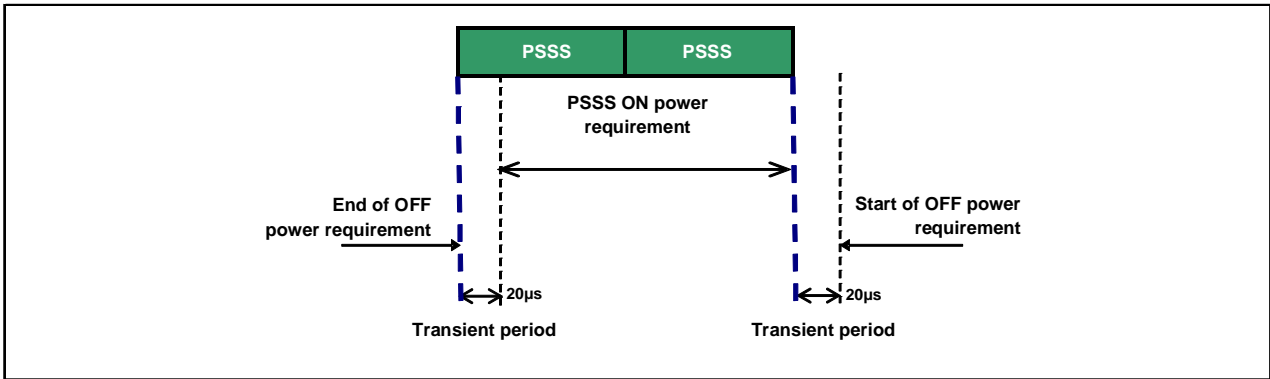 PSSS PSSS
PSSS ON power
requirement
End of OFF
power requirement
Start of OFF power
requirement
20µs
20µs
Transient period
Transient period